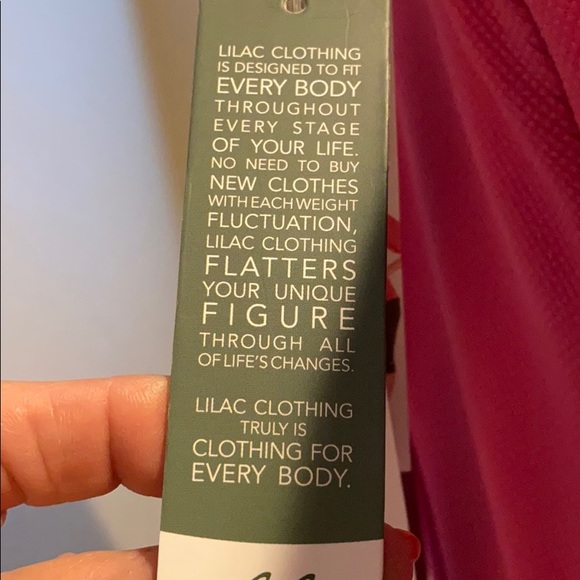 LILAC CLOTHING
IS DESIGNED TO FIT
EVERY BODY
THROUGHOUT
EVERY STAGE
OF YOUR LIFE.
NO NEED TO BUY
NEW CLOTHES
WITH EACH WEIGHT
FLUCTUATION,
LILAC CLOTHING
FLATTERS
YOUR UNIQUE
FIGURE
THROUGH ALL
OF LIFE'S CHANGES.
LILAC CLOTHING
TRULY IS
CLOTHING FOR
EVERY BODY.